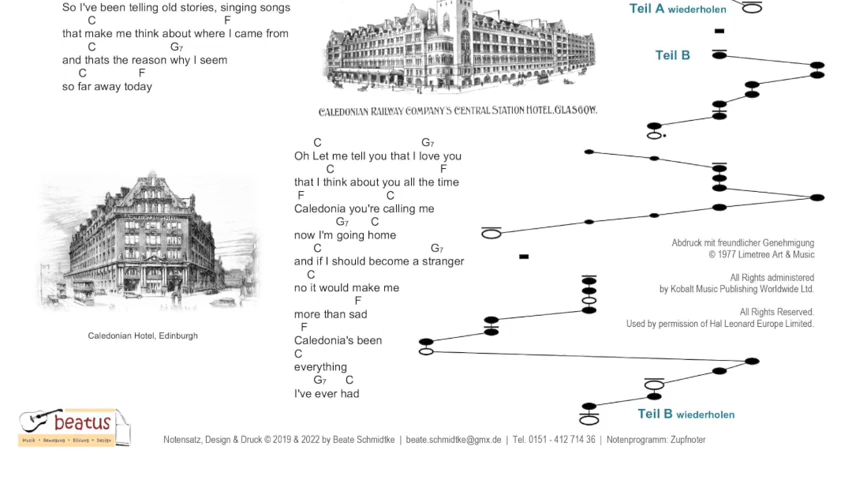 So I've been telling old stories, singing songs
C F
that make me think about where I came from
C G7
and thats the reason why I seem
C F
so far away today
CALEDONIAN RAILWAY COMPANY'S CENTRAL STATION HOTEL, GLASGOW.
Caledonian Hotel, Edinburgh
C G7
Oh Let me tell you that I love you
C F
that I think about you all the time
F C
Caledonia you're calling me
G7 C
now I'm going home
C G7
and if I should become a stranger
C
no it would make me
F
more than sad
F
Caledonia's been
C
everything
G7 C
I've ever had
Teil A wiederholen
Teil B
Abdruck mit freundlicher Genehmigung
© 1977 Limetree Art & Music
All Rights administered
by Kobalt Music Publishing Worldwide Ltd.
All Rights Reserved.
Used by permission of Hal Leonard Europe Limited.
Teil B wiederholen
beatus
Musik • Bewegung • Bildung • Design
Notensatz, Design & Druck © 2019 & 2022 by Beate Schmidtke | beate.schmidtke@gmx.de | Tel. 0151 - 412 714 36 | Notenprogramm: Zupfnoter